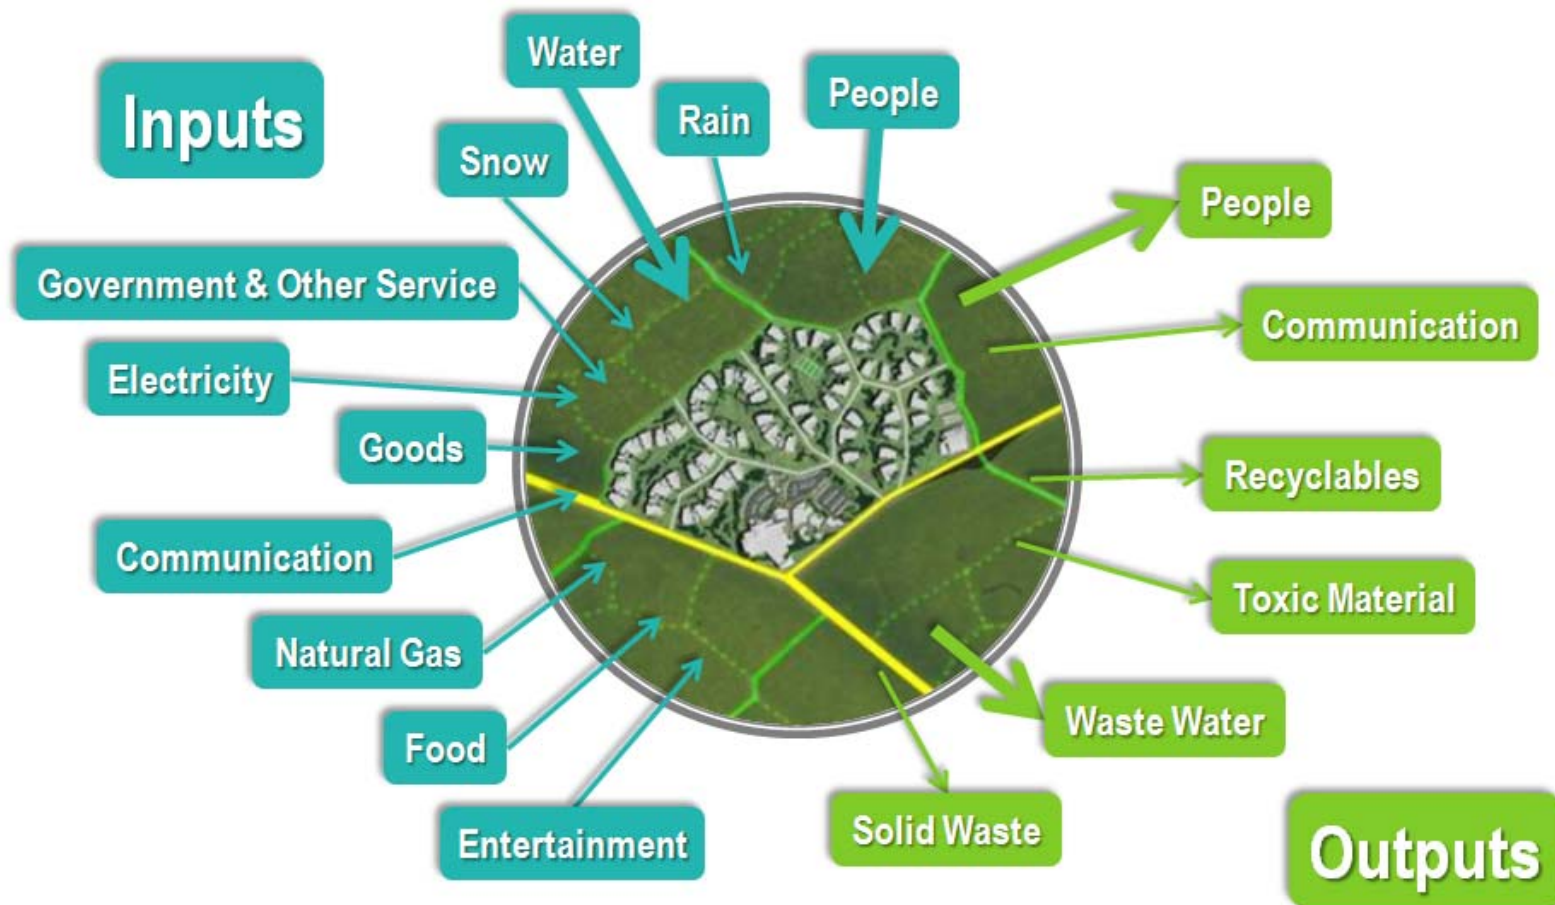 Inputs
Water
Rain
People
Snow
Government & Other Service
Electricity
Goods
Communication
Natural Gas
Food
Entertainment
People
Communication
Recyclables
Toxic Material
Waste Water
Solid Waste
Outputs